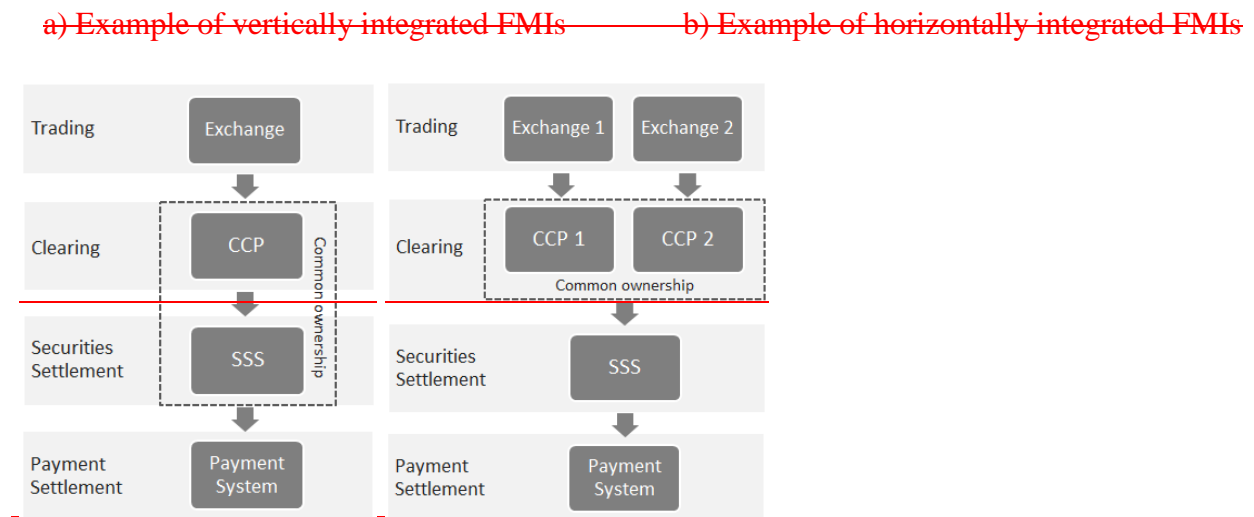 a) Example of vertically integrated FMIs
b) Example of horizontally integrated FMIs
Trading
Exchange
Clearing
CCP
Common ownership
Securities
Settlement
SSS
Payment
Settlement
Payment
System
Trading
Exchange 1
Exchange 2
Clearing
CCP 1
CCP 2
Common ownership
Securities
Settlement
SSS
Payment
Settlement
Payment
System